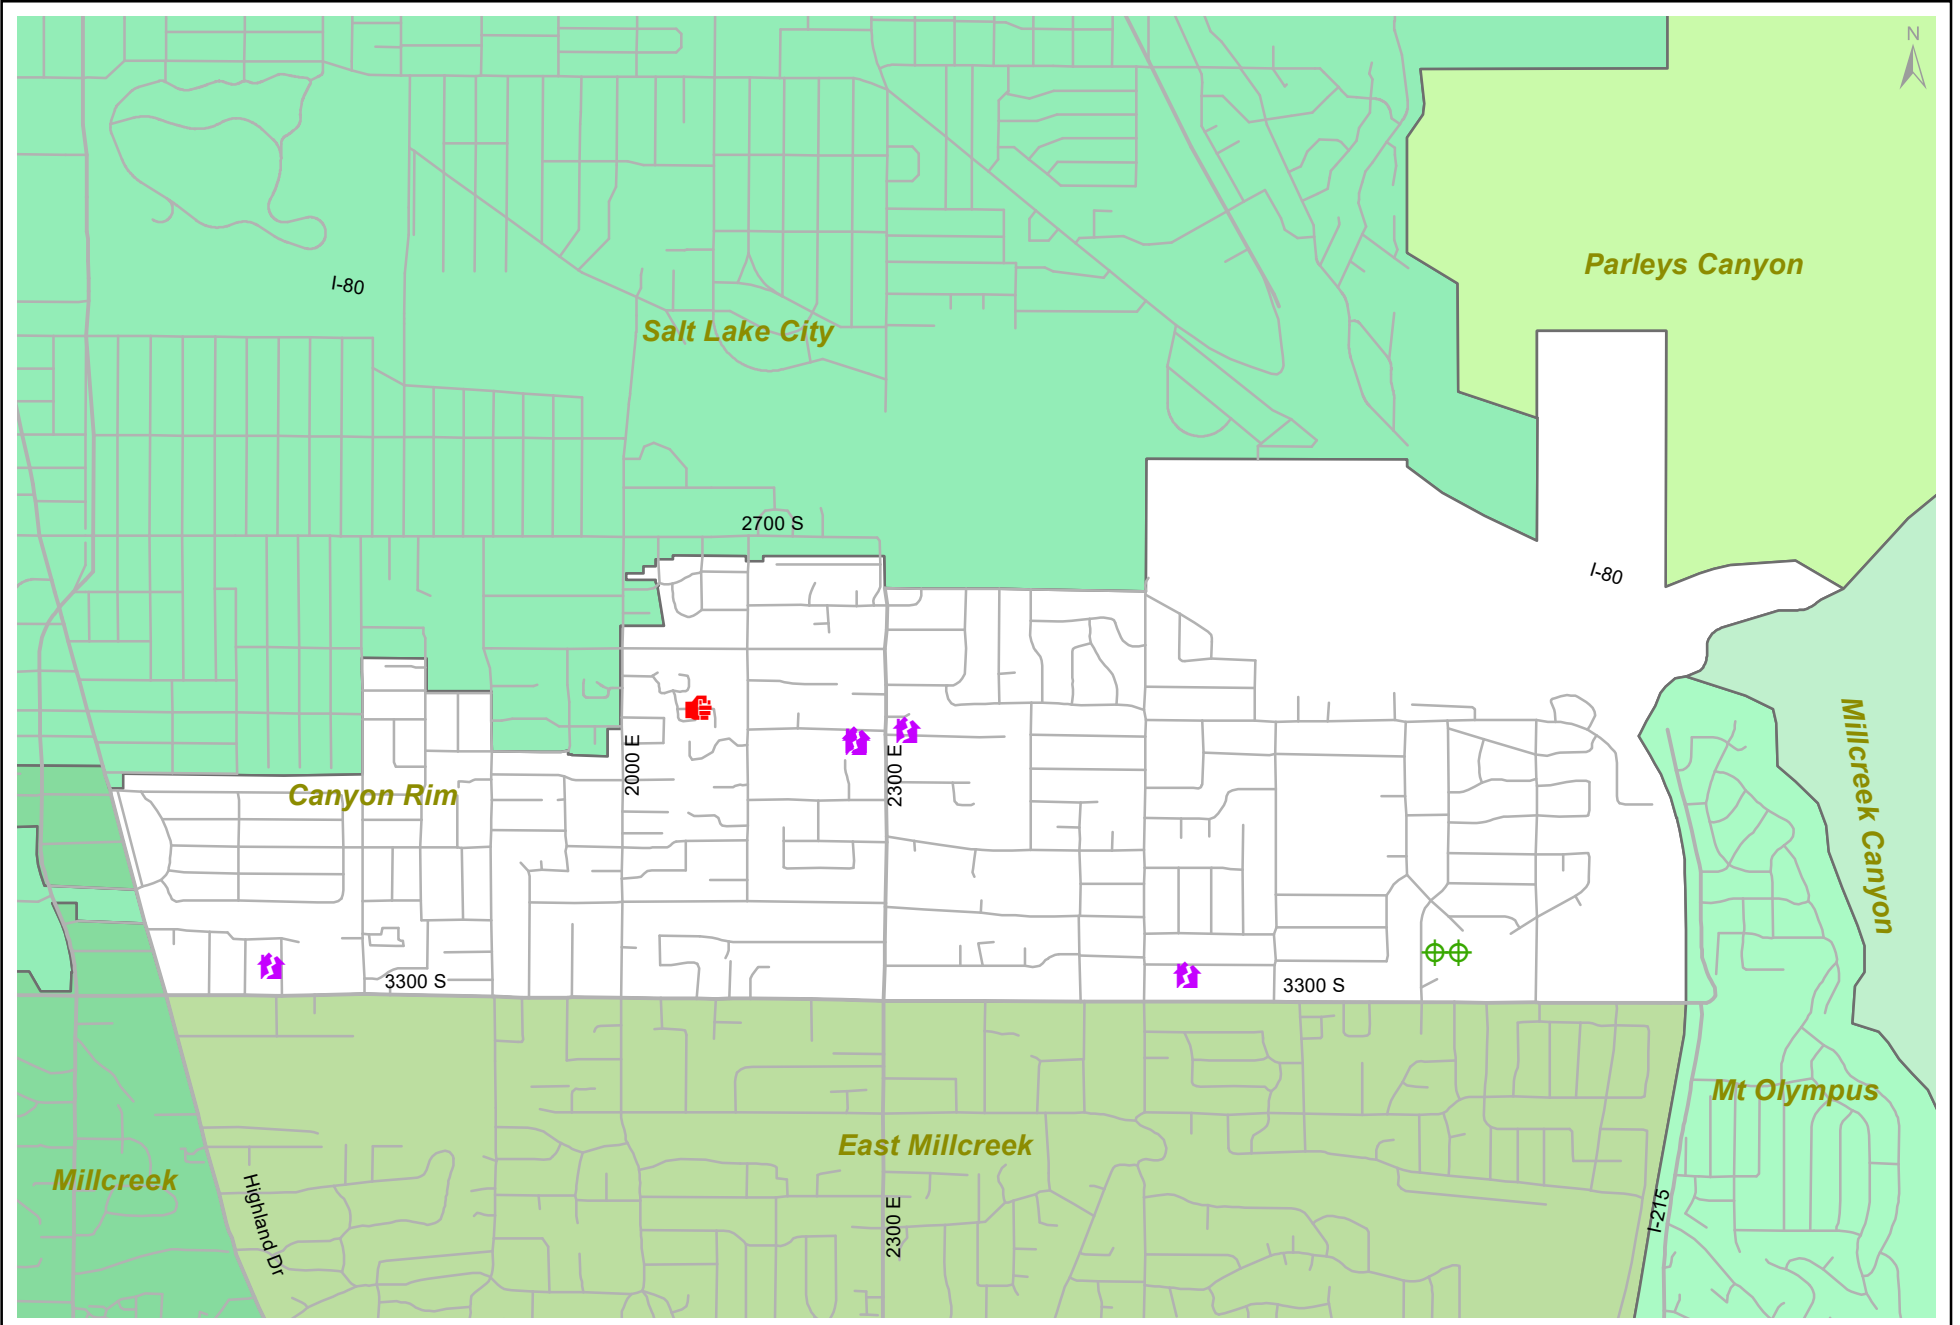 N
Parleys Canyon
I-80
Salt Lake City
2700 S
I-80
Millcreek Canyon
2000 E
2300 E
Canyon Rim
3300 S
3300 S
Mt Olympus
East Millcreek
Millcreek
Highland Dr
2300 E
I-215